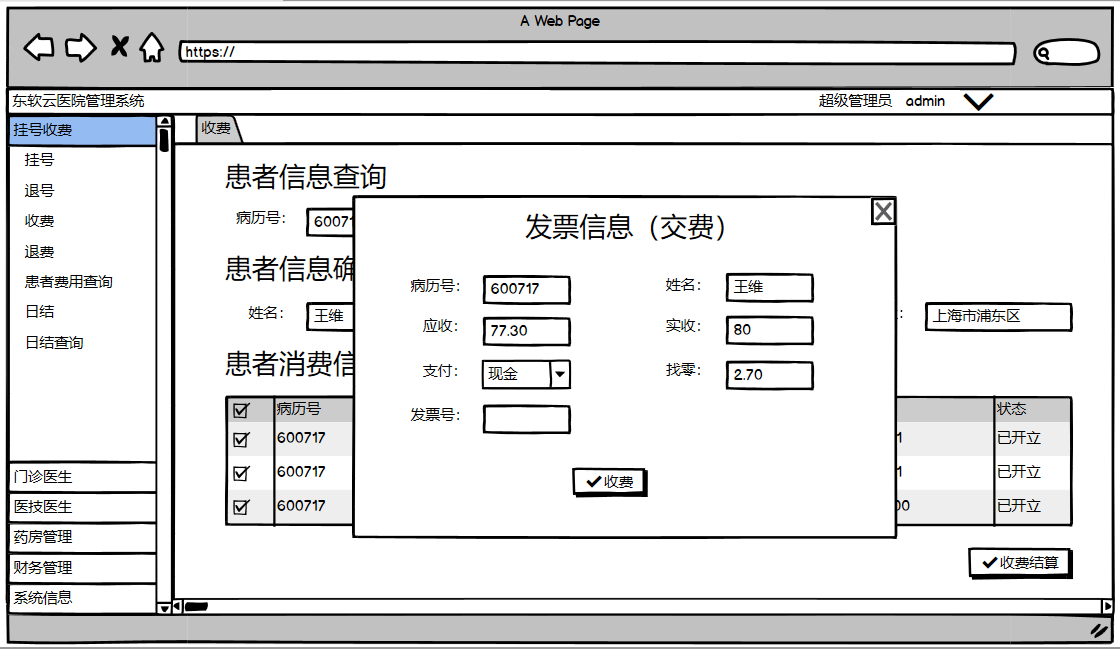 A Web Page
https://
东软云医院管理系统
超级管理员 admin
挂号收费
挂号
退号
收费
退费
患者费用查询
日结
日结查询
门诊医生
医技医生
药房管理
财务管理
系统信息
收费
患者信息查询
病历号： 60071
患者信息确
姓名： 王维
： 上海市浦东区
患者消费信
病历号 状态
600717 1 已开立
600717 1 已开立
600717 00 已开立
收费结算
发票信息（交费）
病历号： 600717 姓名： 王维
应收： 77.30 实收： 80
支付： 现金 找零： 2.70
发票号：
收费